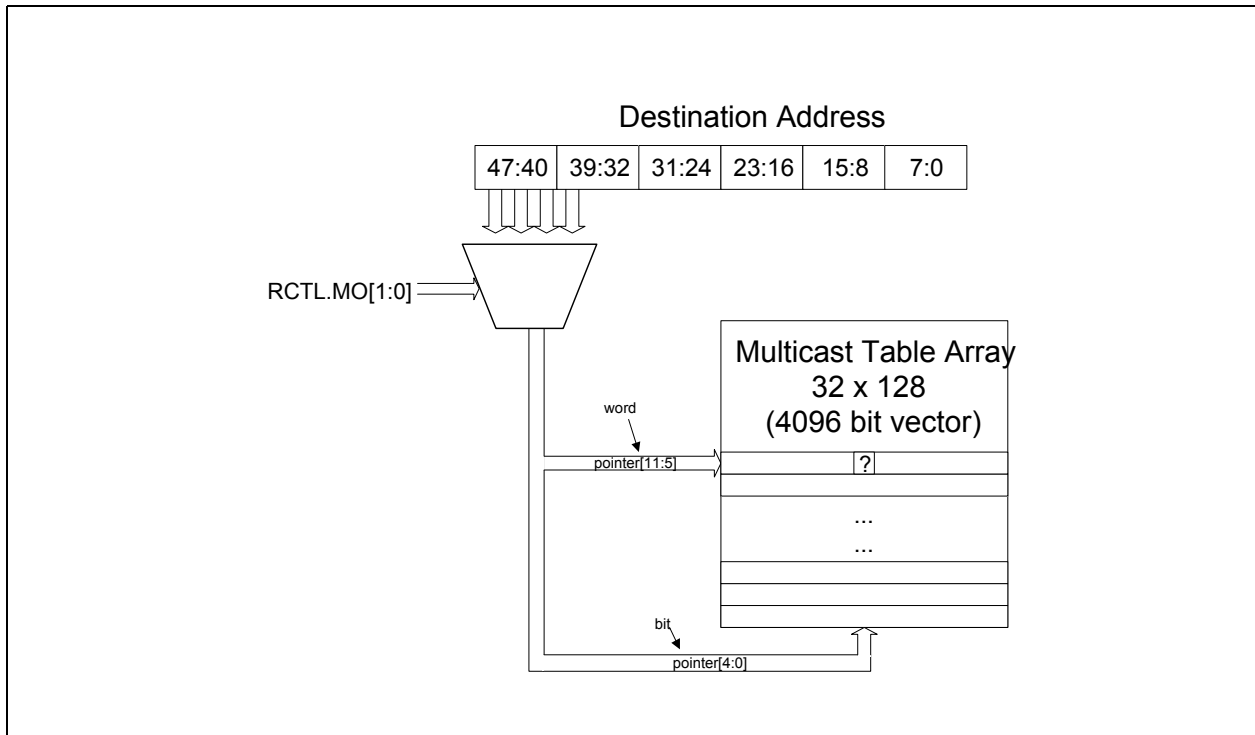 Destination Address
47:40 39:32 31:24 23:16 15:8 7:0
RCTL.MO[1:0]
Multicast Table Array
32 x 128
(4096 bit vector)
word
pointer[11:5]
?
...
...
bit
pointer[4:0]